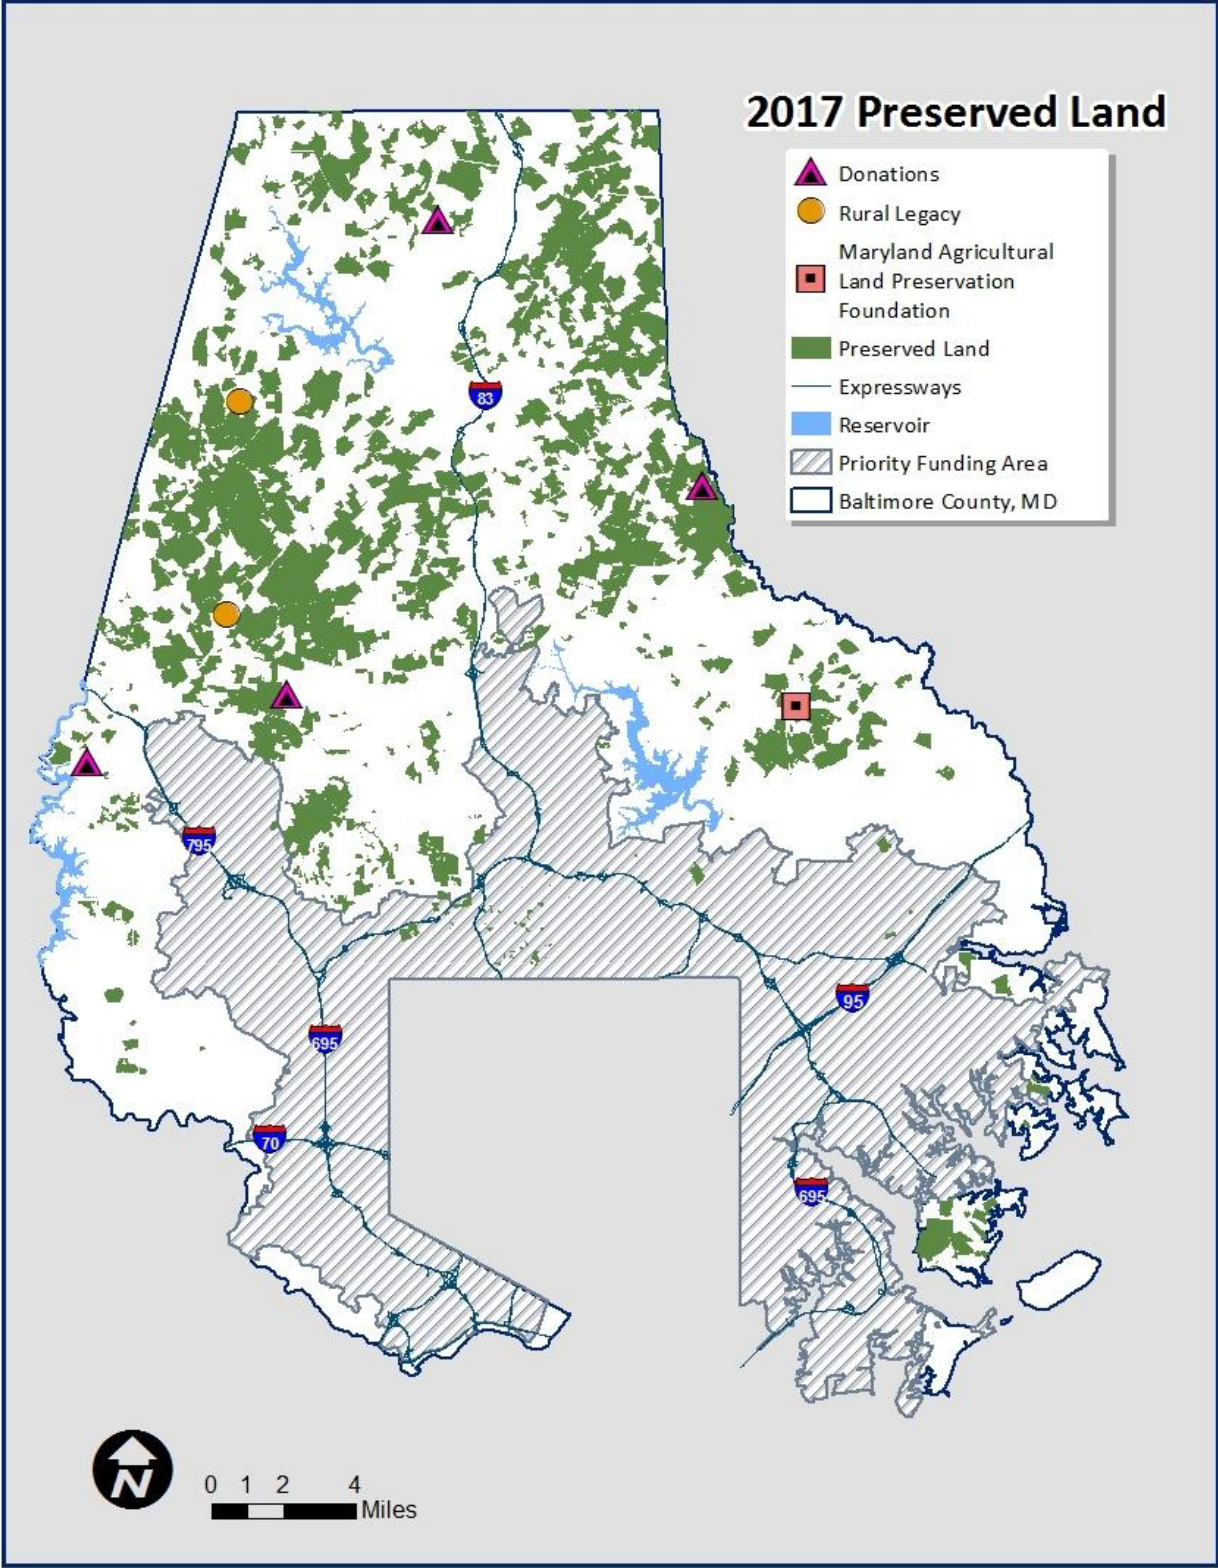 2017 Preserved Land
Donations
Rural Legacy
Maryland Agricultural
Land Preservation
Foundation
Preserved Land
Expressways
Reservoir
Priority Funding Area
Baltimore County, MD
83
795
95
695
70
695
N
0 1 2 4
Miles